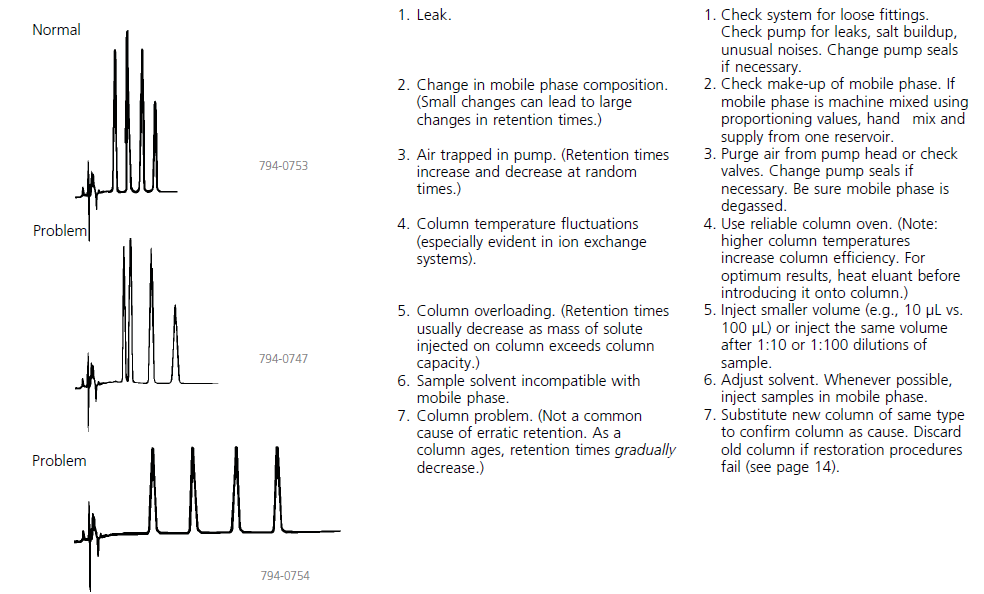 Normal
794-0753
Problem
794-0747
Problem
794-0754
1. Leak.
2. Change in mobile phase composition.
(Small changes can lead to large
changes in retention times.)
3. Air trapped in pump. (Retention times
increase and decrease at random
times.)
4. Column temperature fluctuations
(especially evident in ion exchange
systems).
5. Column overloading. (Retention times
usually decrease as mass of solute
injected on column exceeds column
capacity.)
6. Sample solvent incompatible with
mobile phase.
7. Column problem. (Not a common
cause of erratic retention. As a
column ages, retention times gradually
decrease.)
1. Check system for loose fittings.
Check pump for leaks, salt buildup,
unusual noises. Change pump seals
if necessary.
2. Check make-up of mobile phase. If
mobile phase is machine mixed using
proportioning values, hand mix and
supply from one reservoir.
3. Purge air from pump head or check
valves. Change pump seals if
necessary. Be sure mobile phase is
degassed.
4. Use reliable column oven. (Note:
higher column temperatures
increase column efficiency. For
optimum results, heat eluant before
introducing it onto column.)
5. Inject smaller volume (e.g., 10 µL vs.
100 µL) or inject the same volume
after 1:10 or 1:100 dilutions of
sample.
6. Adjust solvent. Whenever possible,
inject samples in mobile phase.
7. Substitute new column of same type
to confirm column as cause. Discard
old column if restoration procedures
fail (see page 14).